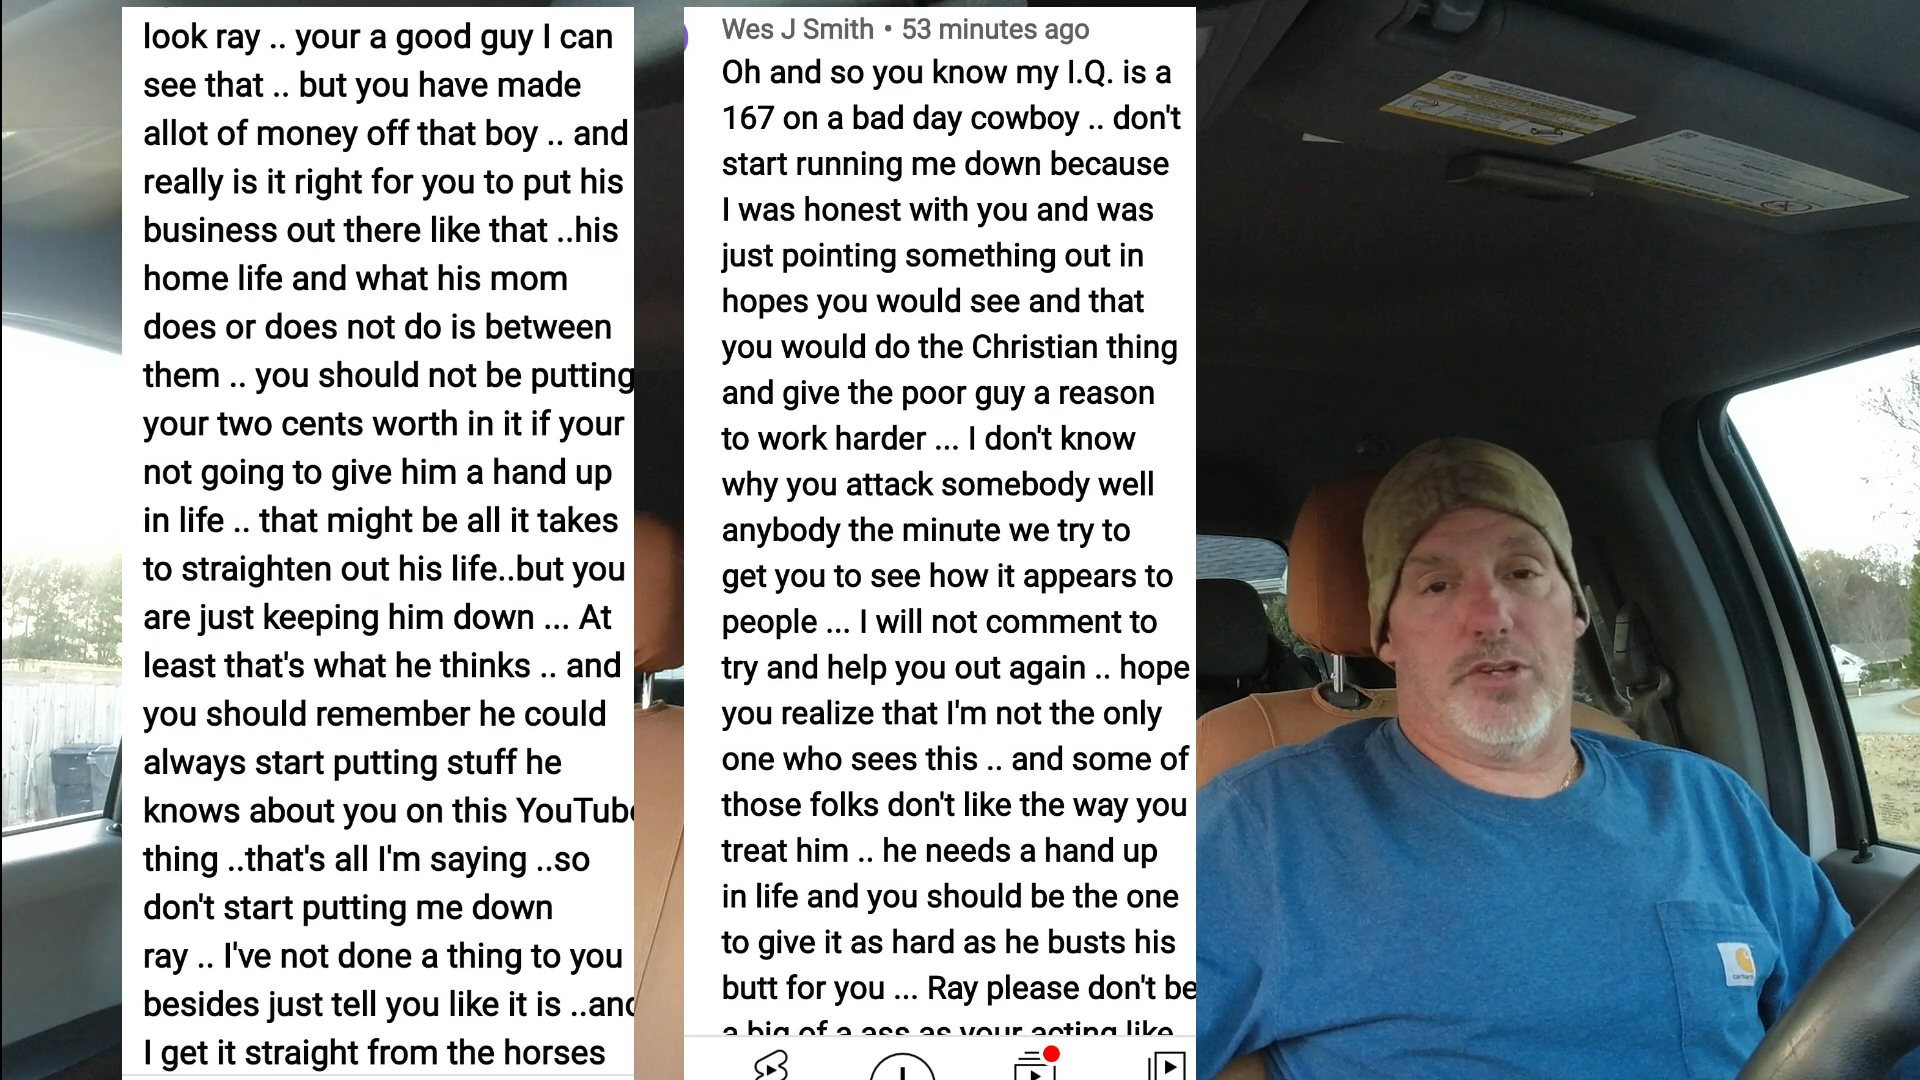 look ray .. your a good guy I can
see that .. but you have made
allot of money off that boy .. and
really is it right for you to put his
business out there like that ..his
home life and what his mom
does or does not do is between
them .. you should not be putting
your two cents worth in it if your
not going to give him a hand up
in life .. that might be all it takes
to straighten out his life..but you
are just keeping him down ... At
least that's what he thinks .. and
you should remember he could
always start putting stuff he
knows about you on this YouTube
thing ..that's all I'm saying ..so
don't start putting me down
ray .. I've not done a thing to you
besides just tell you like it is ..and
I get it straight from the horses
Wes J Smith • 53 minutes ago
Oh and so you know my I.Q. is a
167 on a bad day cowboy .. don't
start running me down because
I was honest with you and was
just pointing something out in
hopes you would see and that
you would do the Christian thing
and give the poor guy a reason
to work harder ... I don't know
why you attack somebody well
anybody the minute we try to
get you to see how it appears to
people ... I will not comment to
try and help you out again .. hope
you realize that I'm not the only
one who sees this .. and some of
those folks don't like the way you
treat him .. he needs a hand up
in life and you should be the one
to give it as hard as he busts his
butt for you ... Ray please don't be
a big of a ass as your acting like
carhartt